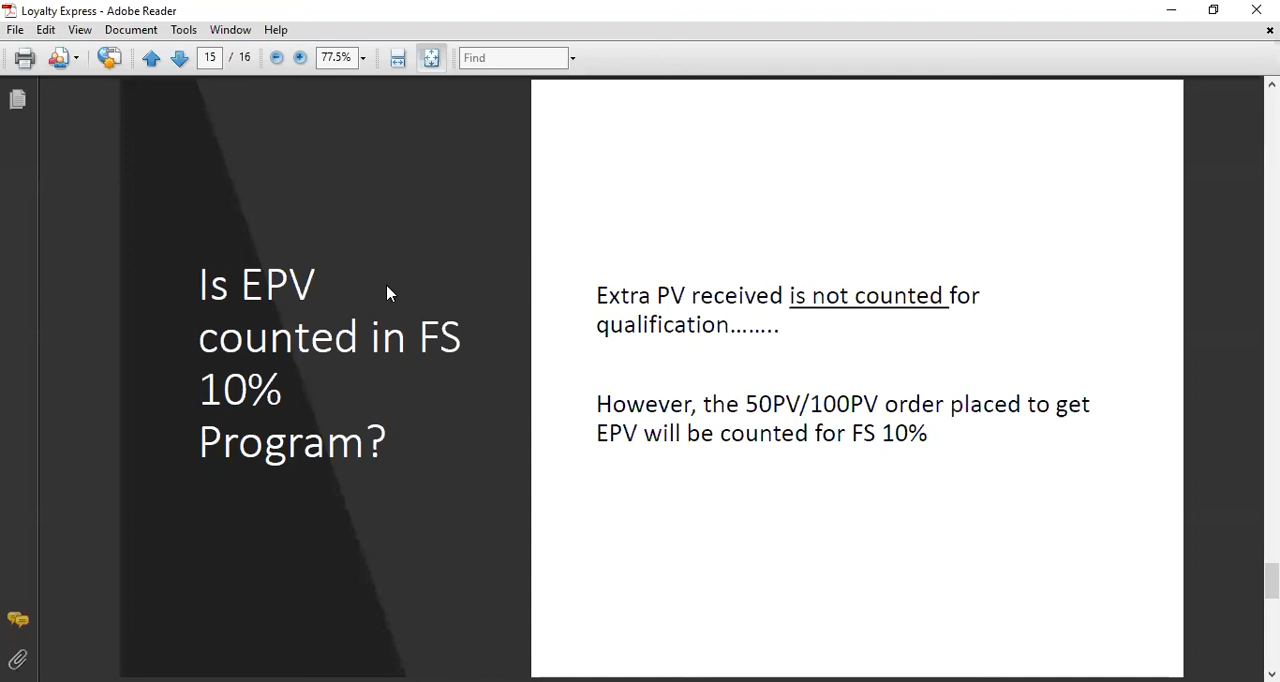 Loyalty Express - Adobe Reader
File Edit View Document Tools Window Help
15 / 16 77.5% Find
Is EPV
counted in FS
10%
Program?
Extra PV received is not counted for
qualification........
However, the 50PV/100PV order placed to get
EPV will be counted for FS 10%